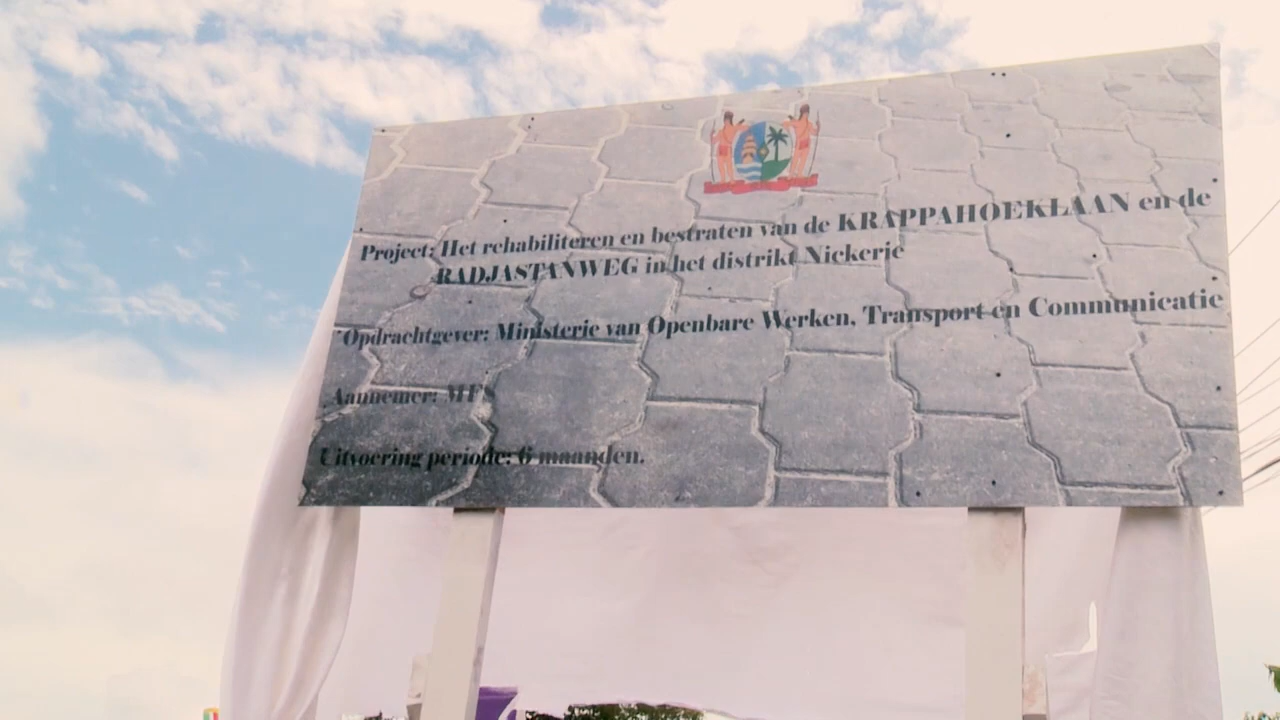 Project: Het rehabiliteren en bestraten van de KRAPPAHOEKLAAN en de
RADJASTANWEG in het distrikt Nickerie
Opdrachtgever: Ministerie van Openbare Werken, Transport en Communicatie
Aannemer: MFS
Uitvoering periode: 6 maanden.